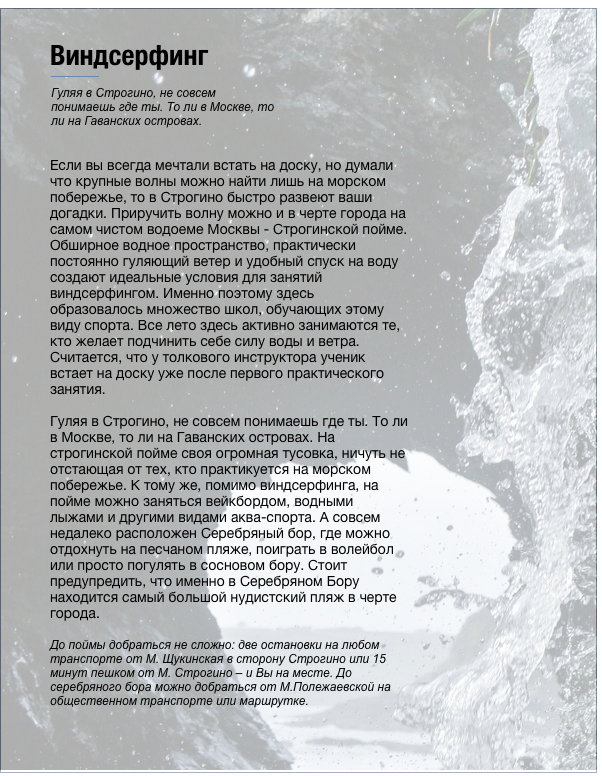 Виндсерфинг
Гуляя в Строгино, не совсем
понимаешь где ты. То ли в Москве, то
ли на Гаванских островах.
Если вы всегда мечтали встать на доску, но думали
что крупные волны можно найти лишь на морском
побережье, то в Строгино быстро развеют ваши
догадки. Приручить волну можно и в черте города на
самом чистом водоеме Москвы - Строгинской пойме.
Обширное водное пространство, практически
постоянно гуляющий ветер и удобный спуск на воду
создают идеальные условия для занятий
виндсерфингом. Именно поэтому здесь
образовалось множество школ, обучающих этому
виду спорта. Все лето здесь активно занимаются те,
кто желает подчинить себе силу воды и ветра.
Считается, что у толкового инструктора ученик
встает на доску уже после первого практического
занятия.
Гуляя в Строгино, не совсем понимаешь где ты. То ли
в Москве, то ли на Гаванских островах. На
строгинской пойме своя огромная тусовка, ничуть не
отстающая от тех, кто практикуется на морском
побережье. К тому же, помимо виндсерфинга, на
пойме можно заняться вейкбордом, водными
лыжами и другими видами аква-спорта. А совсем
недалеко расположен Серебряный бор, где можно
отдохнуть на песчаном пляже, поиграть в волейбол
или просто погулять в сосновом бору. Стоит
предупредить, что именно в Серебряном Бору
находится самый большой нудистский пляж в черте
города.
До поймы добраться не сложно: две остановки на любом
транспорте от М. Щукинская в сторону Строгино или 15
минут пешком от М. Строгино – и Вы на месте. До
серебряного бора можно добраться от М.Полежаевской на
общественном транспорте или маршрутке.